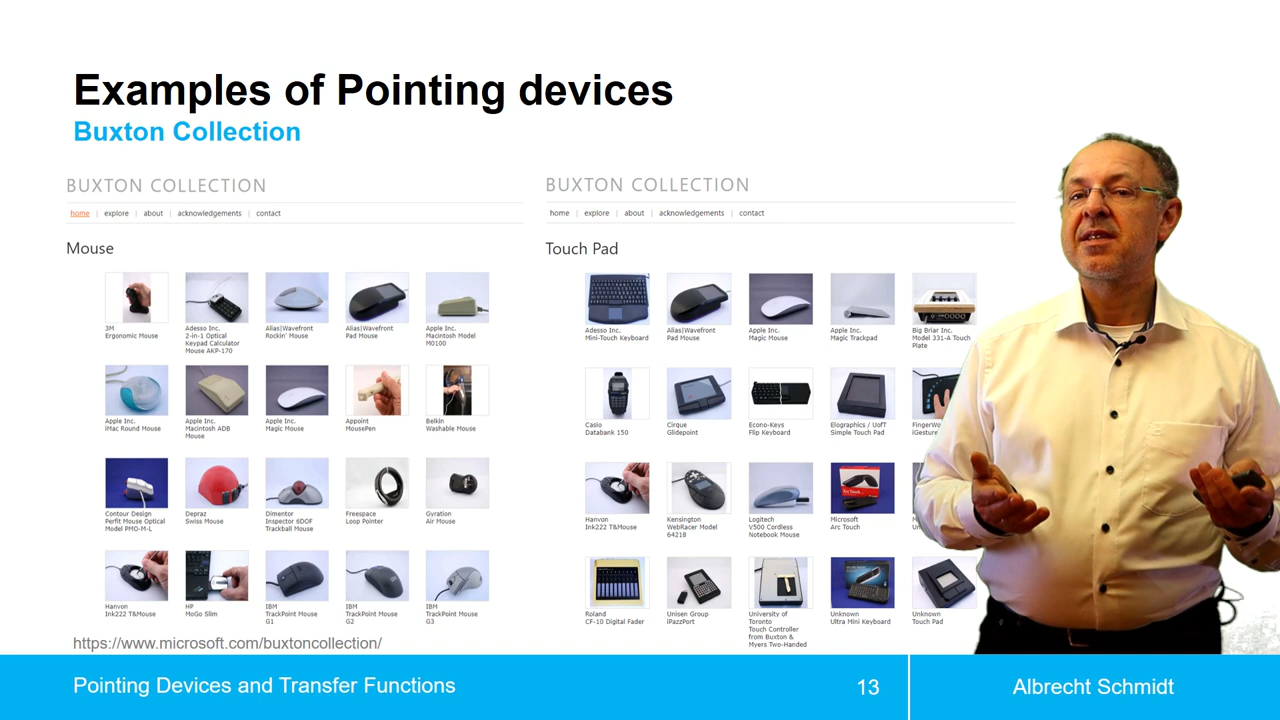 Examples of Pointing devices
Buxton Collection
BUXTON COLLECTION
home | explore | about | acknowledgements | contact
Mouse
3M
Ergonomic Mouse
Adesso Inc.
2-in-1 Optical
Keypad Calculator
Mouse AKP-170
Alias|Wavefront
Rockin' Mouse
Alias|Wavefront
Pad Mouse
Apple Inc.
Macintosh Model
M0100
Apple Inc.
iMac Round Mouse
Apple Inc.
Macintosh ADB
Mouse
Apple Inc.
Magic Mouse
Appoint
MousePen
Belkin
Washable Mouse
Contour Design
Perfit Mouse Optical
Model PMO-M-L
Depraz
Swiss Mouse
Dimentor
Inspector 6DOF
Trackball Mouse
Freespace
Loop Pointer
Gyration
Air Mouse
Hanvon
Ink222 T&Mouse
HP
MoGo Slim
IBM
TrackPoint Mouse
G1
IBM
TrackPoint Mouse
G2
IBM
TrackPoint Mouse
G3
BUXTON COLLECTION
home | explore | about | acknowledgements | contact
Touch Pad
Adesso Inc.
Mini-Touch Keyboard
Alias|Wavefront
Pad Mouse
Apple Inc.
Magic Mouse
Apple Inc.
Magic Trackpad
Big Briar Inc.
Model 331-A Touch
Plate
Casio
Databank 150
Cirque
Glidepoint
Econo-Keys
Flip Keyboard
Elographics / UofT
Simple Touch Pad
FingerWo
iGesture
Hanvon
Ink222 T&Mouse
Kensington
WebRacer Model
64218
Logitech
V500 Cordless
Notebook Mouse
Microsoft
Arc Touch
Roland
CF-10 Digital Fader
Unisen Group
iPazzPort
University of
Toronto
Touch Controller
from Buxton &
Myers Two-Handed
Unknown
Ultra Mini Keyboard
Unknown
Touch Pad
https://www.microsoft.com/buxtoncollection/
Pointing Devices and Transfer Functions
13
Albrecht Schmidt